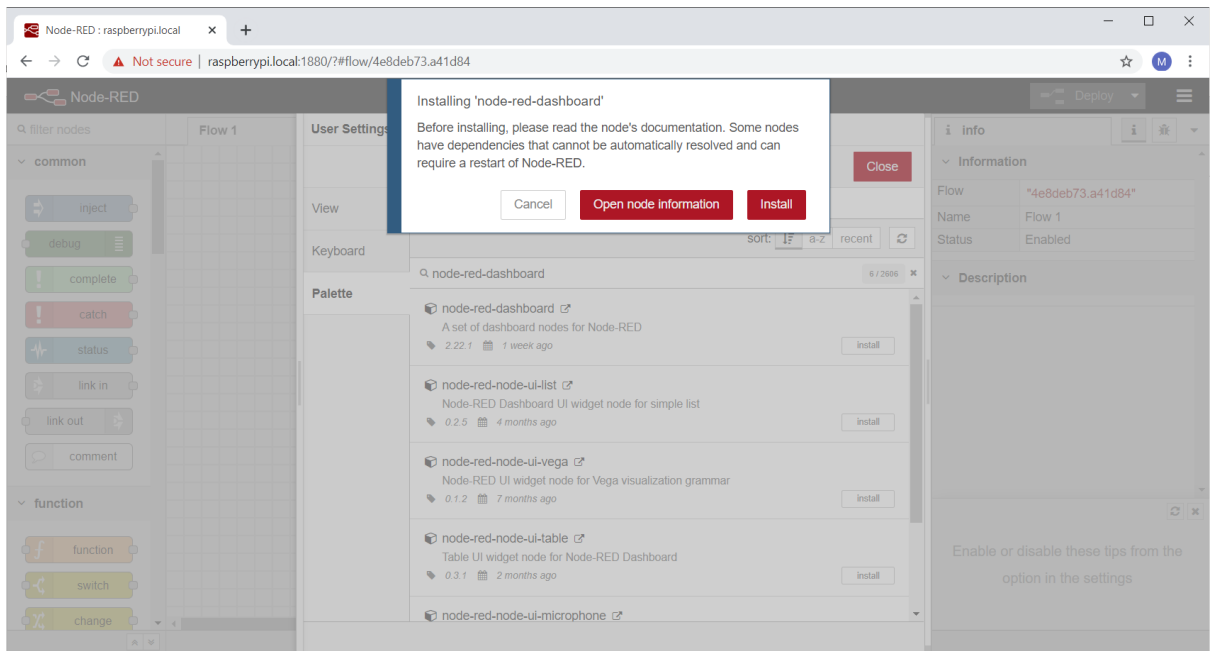 Node-RED : raspberrypi.local
Not secure | raspberrypi.local:1880/?#flow/4e8deb73.a41d84
M
Node-RED
Deploy
filter nodes
common
inject
debug
complete
catch
status
link in
link out
comment
function
function
switch
change
Flow 1
User Settings
Close
View
Keyboard
Palette
Installing 'node-red-dashboard'
Before installing, please read the node's documentation. Some nodes
have dependencies that cannot be automatically resolved and can
require a restart of Node-RED.
Cancel
Open node information
Install
sort: a-z recent
node-red-dashboard
6 / 2606
node-red-dashboard
A set of dashboard nodes for Node-RED
2.22.1 1 week ago
install
node-red-node-ui-list
Node-RED Dashboard UI widget node for simple list
0.2.5 4 months ago
install
node-red-node-ui-vega
Node-RED UI widget node for Vega visualization grammar
0.1.2 7 months ago
install
node-red-node-ui-table
Table UI widget node for Node-RED Dashboard
0.3.1 2 months ago
install
node-red-node-ui-microphone
info
Information
Flow "4e8deb73.a41d84"
Name Flow 1
Status Enabled
Description
Enable or disable these tips from the
option in the settings